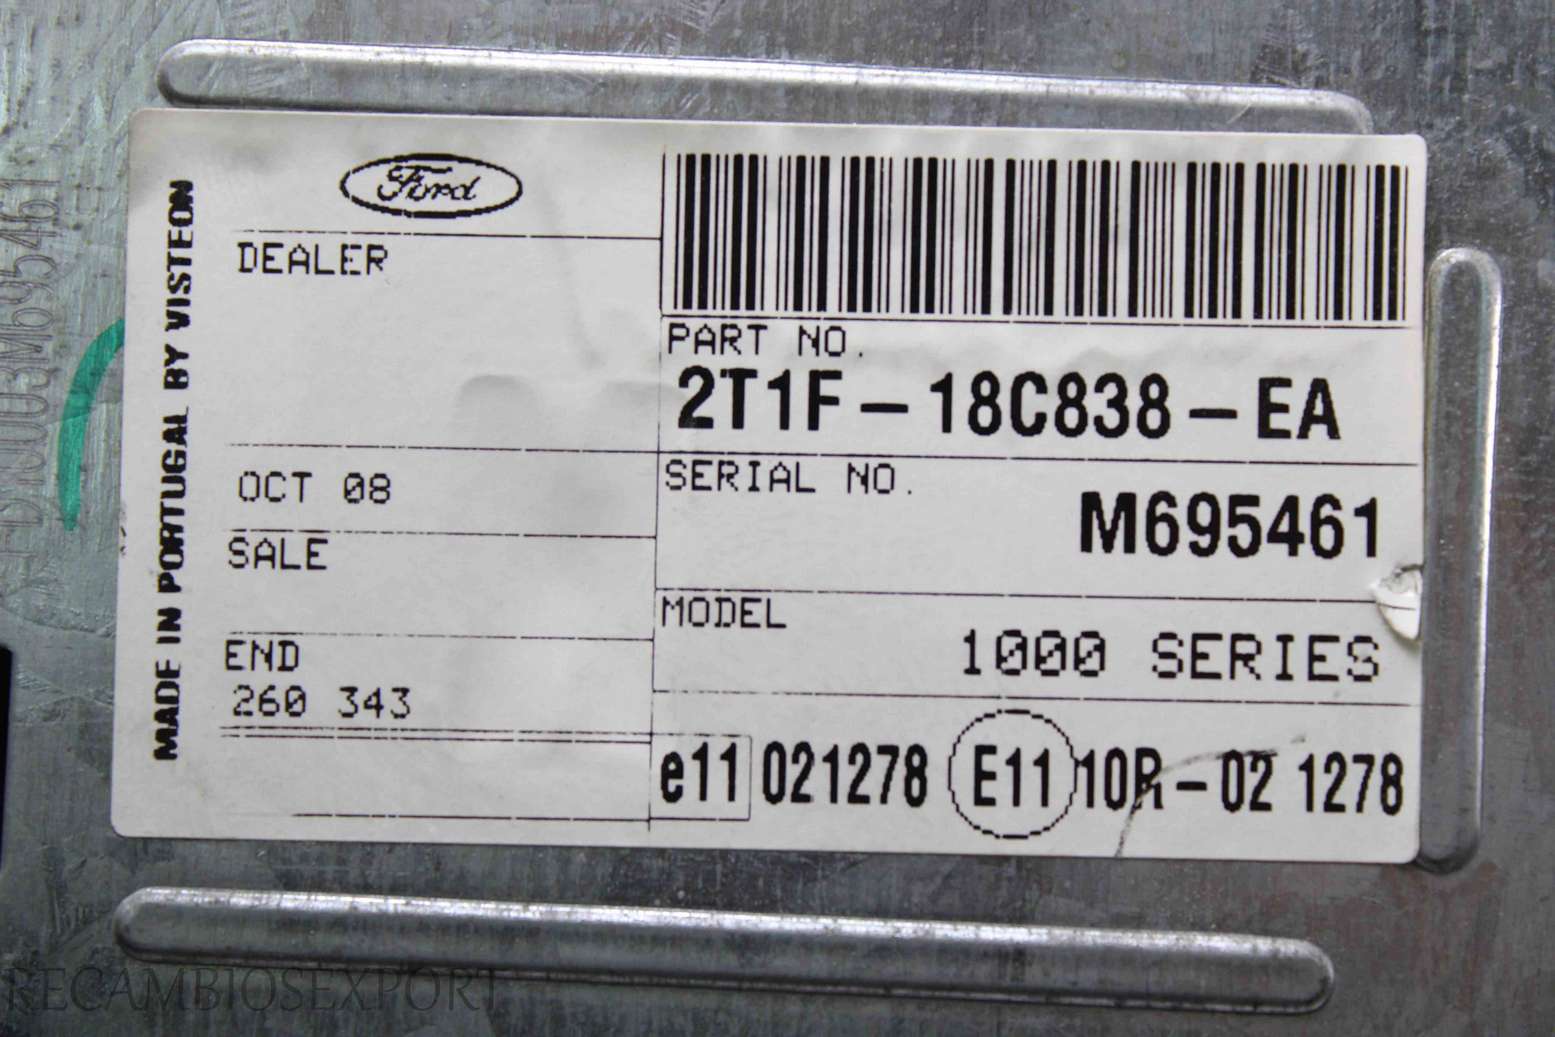 Ford
MADE IN PORTUGAL BY VISTEON
DEALER
OCT 08
SALE
END
260 343
PART NO.
2T1F-18C838-EA
SERIAL NO.
M695461
MODEL
1000 SERIES
e11 021278 E11 10R-02 1278
M695461
RECAMBIOSEXPORT